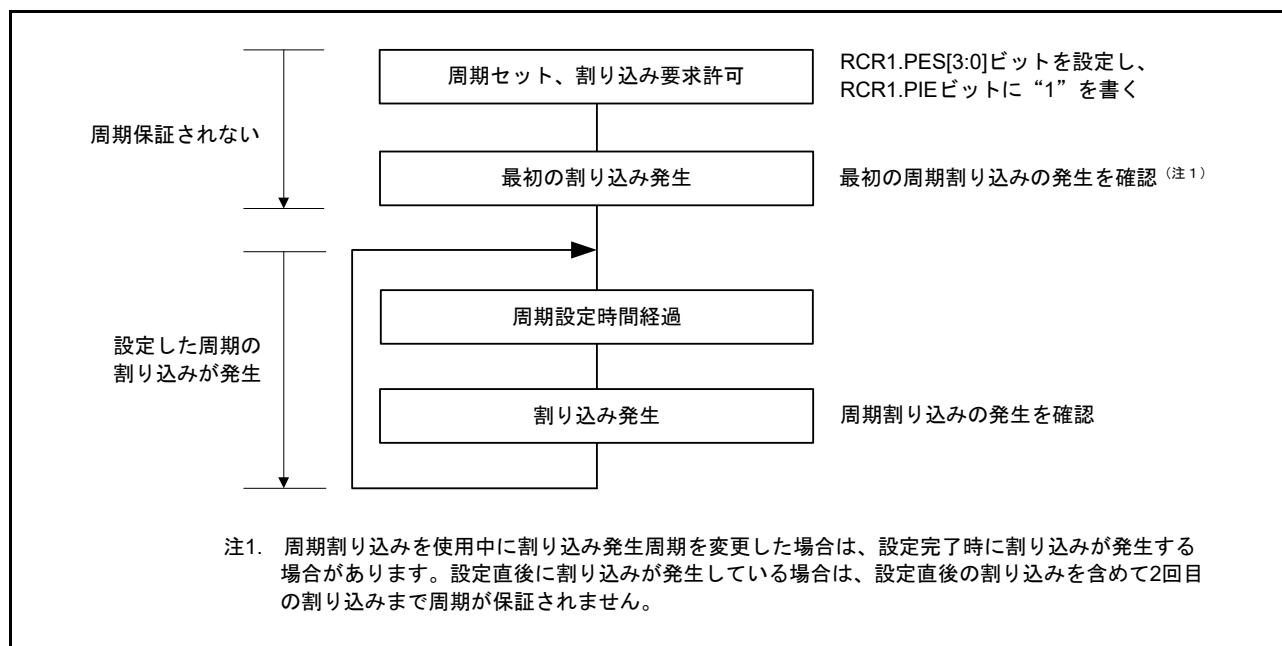 周期セット、割り込み要求許可
RCR1.PES[3:0]ビットを設定し、
RCR1.PIEビットに“1”を書く
周期保証されない
最初の割り込み発生
最初の周期割り込みの発生を確認（注1）
周期設定時間経過
設定した周期の
割り込みが発生
割り込み発生
周期割り込みの発生を確認
注1. 周期割り込みを使用中に割り込み発生周期を変更した場合は、設定完了時に割り込みが発生する
場合があります。設定直後に割り込みが発生している場合は、設定直後の割り込みを含めて2回目
の割り込みまで周期が保証されません。